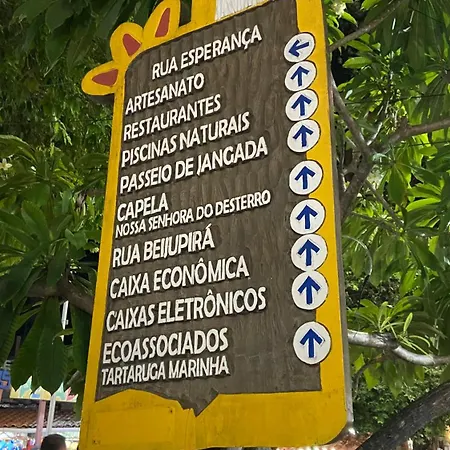 RUA ESPERANÇA
ARTESANATO
RESTAURANTES
PISCINAS NATURAIS
PASSEIO DE JANGADA
CAPELA
NOSSA SENHORA DO DESTERRO
RUA BEIJUPIRÁ
CAIXA ECONÔMICA
CAIXAS ELETRÔNICOS
ECOASSOCIADOS
TARTARUGA MARINHA